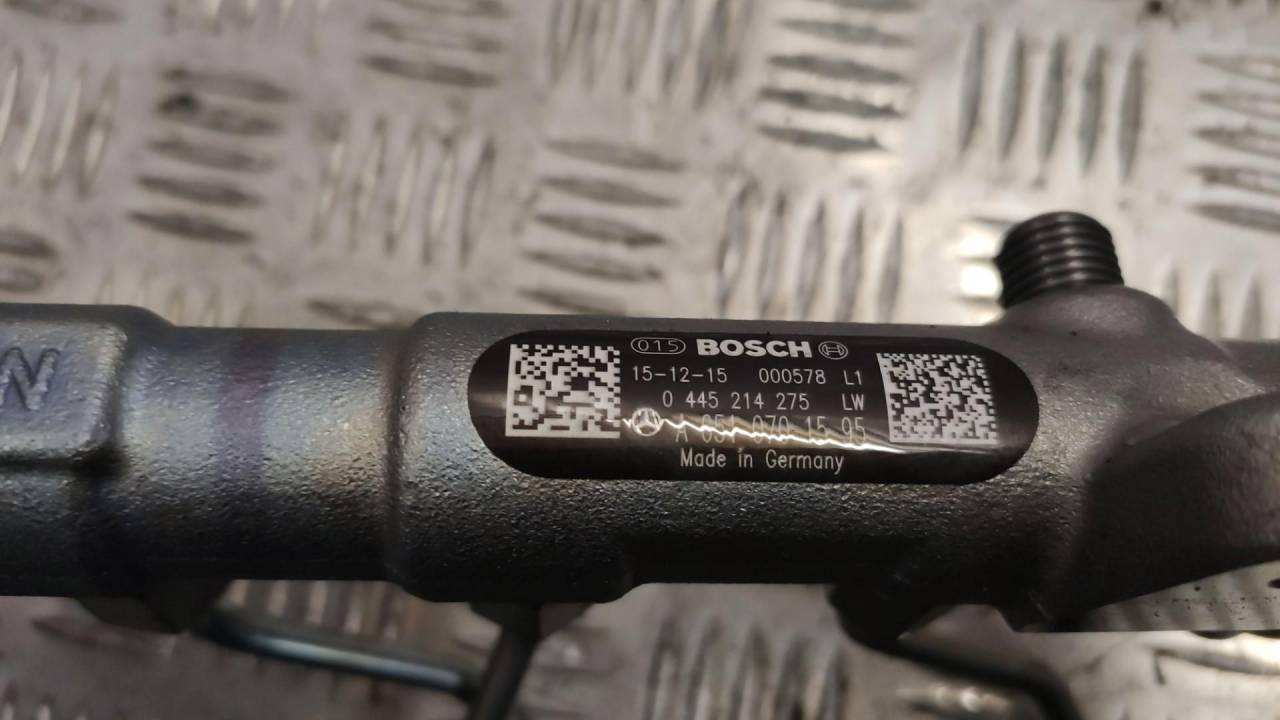 015 BOSCH
15-12-15 000578 L1
0 445 214 275 LW
A 651 070 15 95
Made in Germany
N